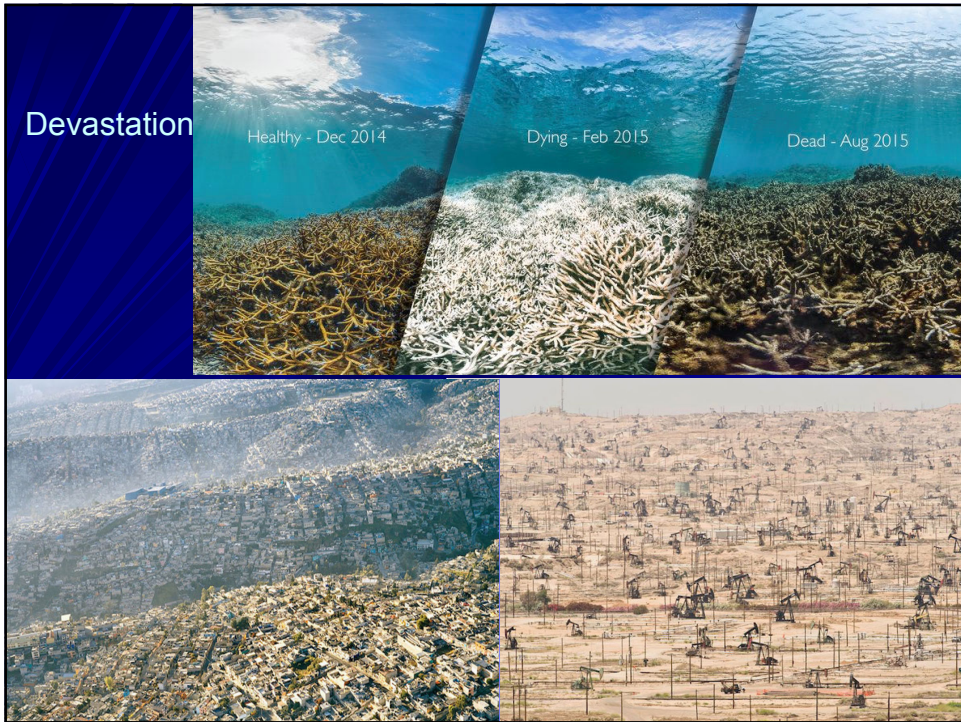 Devastation
Healthy - Dec 2014
Dying - Feb 2015
Dead - Aug 2015